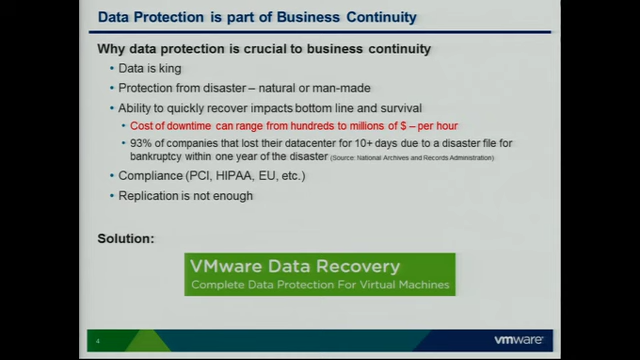 Data Protection is part of Business Continuity
Why data protection is crucial to business continuity
• Data is king
• Protection from disaster – natural or man-made
• Ability to quickly recover impacts bottom line and survival
• Cost of downtime can range from hundreds to millions of $ – per hour
• 93% of companies that lost their datacenter for 10+ days due to a disaster file for
bankruptcy within one year of the disaster (Source: National Archives and Records Administration)
• Compliance (PCI, HIPAA, EU, etc.)
• Replication is not enough
Solution:
VMware Data Recovery
Complete Data Protection For Virtual Machines
4
vmware